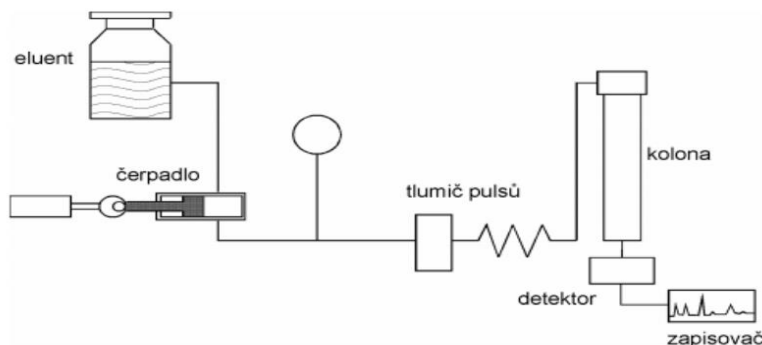 eluent
čerpadlo
tlumič pulsů
kolona
detektor
zapisovač